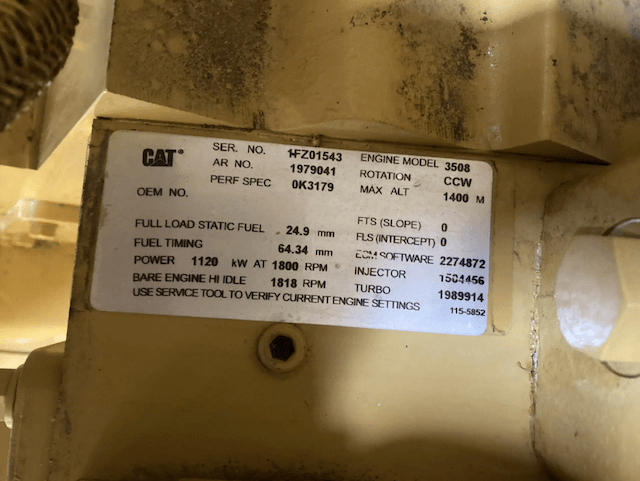 CAT
SER. NO. 1FZ01543
AR NO. 1979041
PERF SPEC 0K3179
OEM NO.
ENGINE MODEL 3508
ROTATION CCW
MAX ALT 1400 M
FULL LOAD STATIC FUEL 24.9 mm
FUEL TIMING 64.34 mm
POWER 1120 kW AT 1800 RPM
BARE ENGINE HI IDLE 1818 RPM
FTS (SLOPE) 0
FLS (INTERCEPT) 0
ECM SOFTWARE 2274872
INJECTOR 1504456
TURBO 1989914
USE SERVICE TOOL TO VERIFY CURRENT ENGINE SETTINGS 115-5852